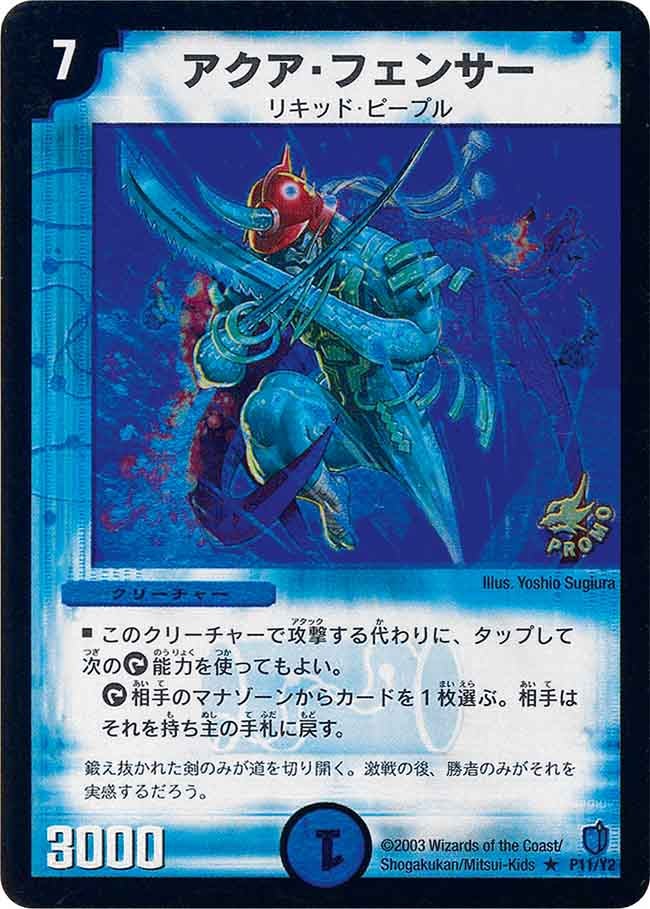 7
アクア・フェンサー
リキッド・ピープル
PROMO
Illus. Yoshio Sugiura
クリーチャー
■ このクリーチャーで攻撃する代わりに、タップして
次の能力を使ってもよい。
相手のマナゾーンからカードを1枚選ぶ。相手は
それを持ち主の手札に戻す。
鍛え抜かれた剣のみが道を切り開く。激戦の後、勝者のみがそれを
実感するだろう。
3000
1
©2003 Wizards of the Coast/
Shogakukan/Mitsui-Kids ★ P11/Y2